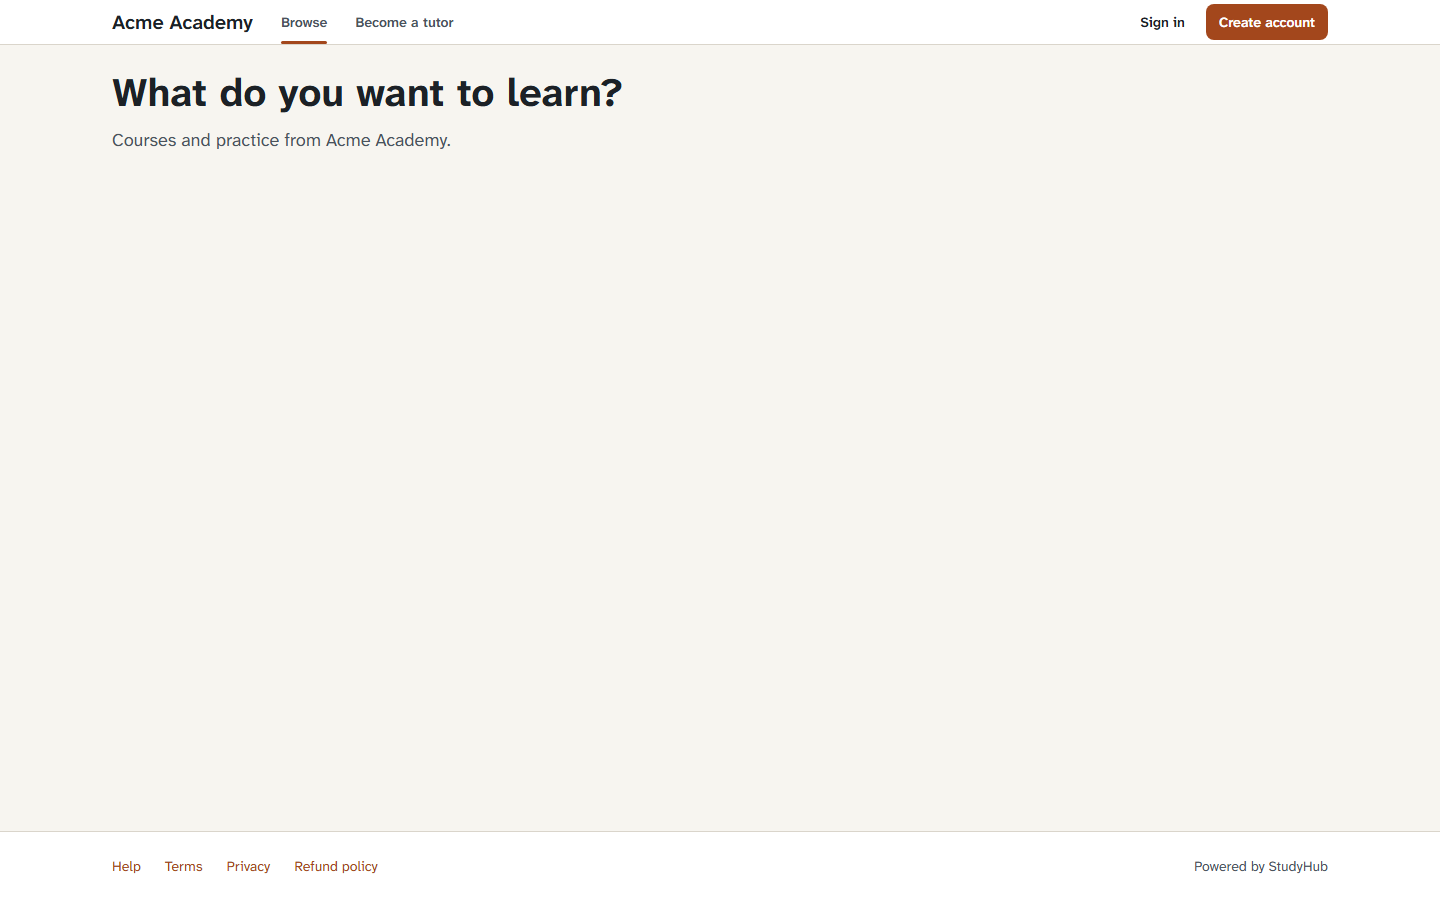 Acme Academy
Browse
Become a tutor
Sign in
Create account
What do you want to learn?
Courses and practice from Acme Academy.
Help
Terms
Privacy
Refund policy
Powered by StudyHub